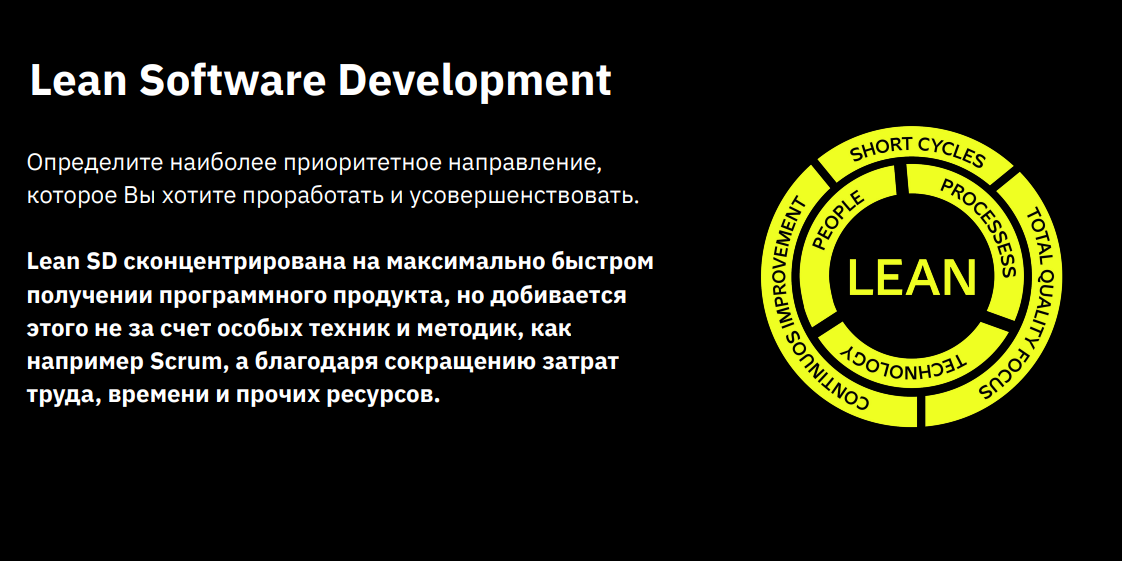 Lean Software Development
Определите наиболее приоритетное направление,
которое Вы хотите проработать и усовершенствовать.
Lean SD сконцентрирована на максимально быстром
получении программного продукта, но добивается
этого не за счет особых техник и методик, как
например Scrum, а благодаря сокращению затрат
труда, времени и прочих ресурсов.
SHORT CYCLES
TOTAL QUALITY FOCUS
CONTINUOS IMPROVEMENT
PEOPLE
PROCESSESS
TECHNOLOGY
LEAN